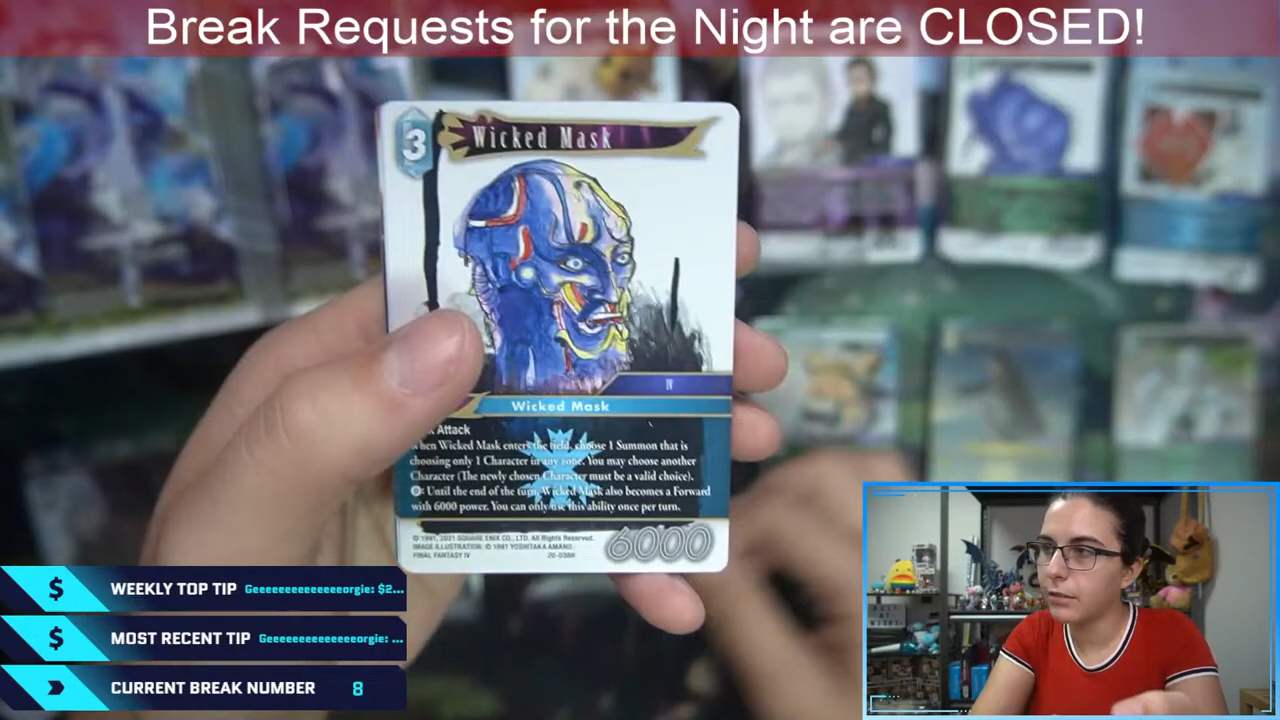 Break Requests for the Night are CLOSED!
3
Wicked Mask
IV
Wicked Mask
Attack
When Wicked Mask enters the field, choose 1 Summon that is
choosing only 1 Character in any zone. You may choose another
Character (The newly chosen Character must be a valid choice).
Until the end of the turn, Wicked Mask also becomes a Forward
with 6000 power. You can only use this ability once per turn.
© 1991, 2021 SQUARE ENIX CO., LTD. All Rights Reserved.
IMAGE ILLUSTRATION: © 1991 YOSHITAKA AMANO
FINAL FANTASY IV
6000
$ WEEKLY TOP TIP Geeeeeeeeeeeeeeorgie: $2...
$ MOST RECENT TIP Geeeeeeeeeeeeeeorgie: ...
CURRENT BREAK NUMBER 8